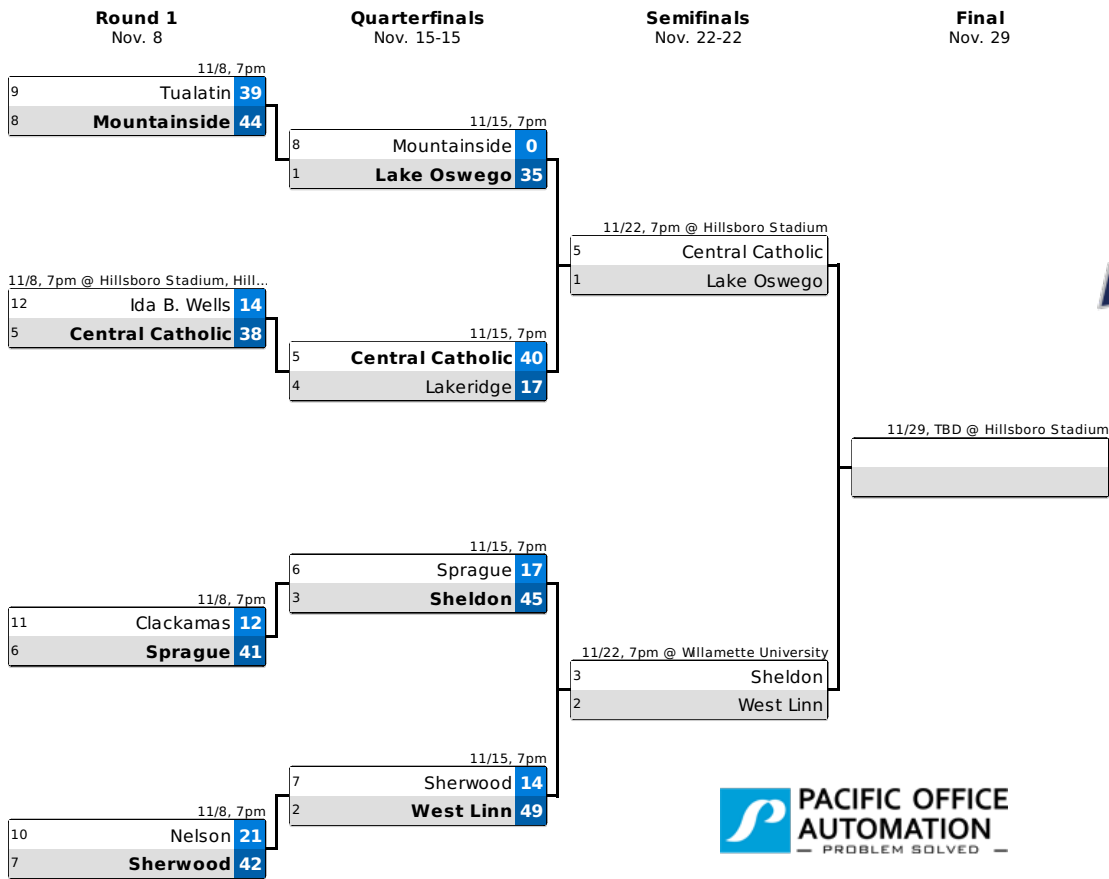 Round 1
Nov. 8
Quarterfinals
Nov. 15-15
Semifinals
Nov. 22-22
Final
Nov. 29
11/8, 7pm
9 Tualatin 39
8 Mountainside 44
11/8, 7pm @ Hillsboro Stadium, Hill...
12 Ida B. Wells 14
5 Central Catholic 38
11/8, 7pm
11 Clackamas 12
6 Sprague 41
11/8, 7pm
10 Nelson 21
7 Sherwood 42
11/15, 7pm
8 Mountainside 0
1 Lake Oswego 35
11/15, 7pm
5 Central Catholic 40
4 Lakeridge 17
11/15, 7pm
6 Sprague 17
3 Sheldon 45
11/15, 7pm
7 Sherwood 14
2 West Linn 49
11/22, 7pm @ Hillsboro Stadium
5 Central Catholic
1 Lake Oswego
11/22, 7pm @ Willamette University
3 Sheldon
2 West Linn
11/29, TBD @ Hillsboro Stadium
PACIFIC OFFICE
AUTOMATION
— PROBLEM SOLVED —